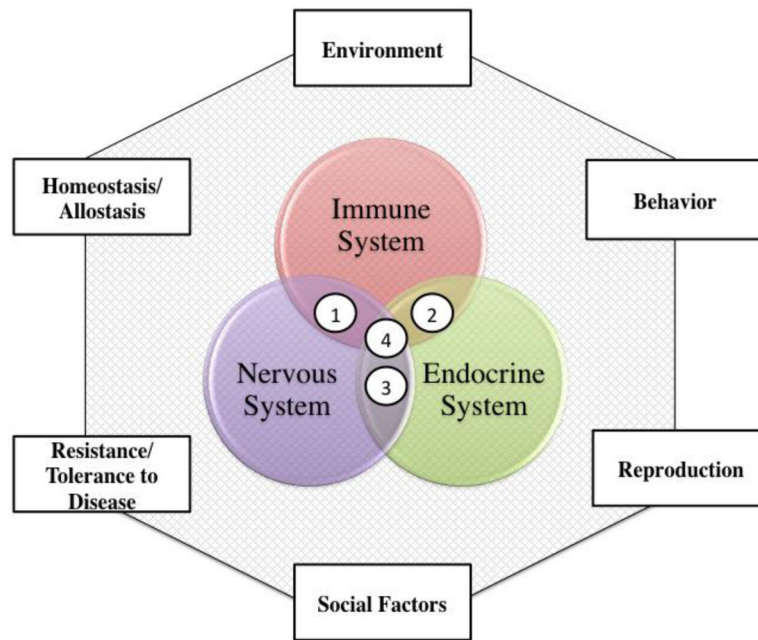 Environment
Homeostasis/
Allostasis
Behavior
Immune
System
1
2
4
3
Nervous
System
Endocrine
System
Resistance/
Tolerance to
Disease
Reproduction
Social Factors